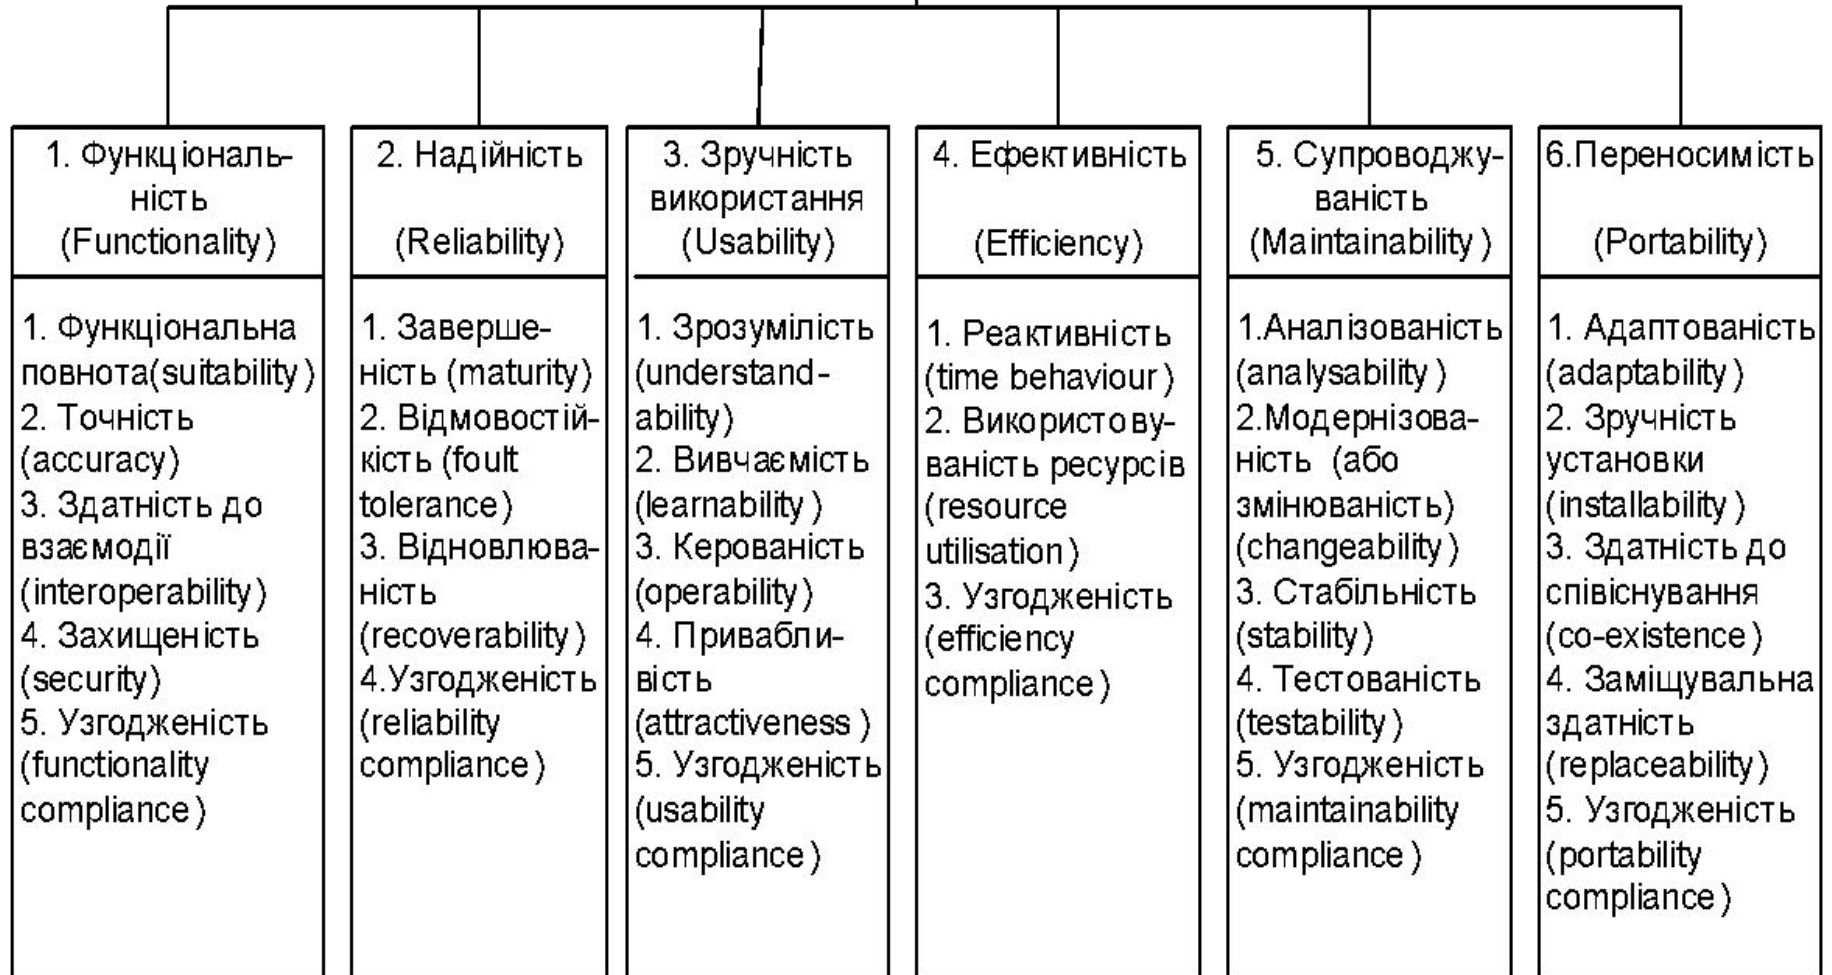 1. Функціональ-
ність
(Functionality)
1. Функціональна
повнота(suitability)
2. Точність
(accuracy)
3. Здатність до
взаємодії
(interoperability)
4. Захищеність
(security)
5. Узгодженість
(functionality
compliance)
2. Надійність
(Reliability)
1. Заверше-
ність (maturity)
2. Відмовостій-
кість (foult
tolerance)
3. Відновлюва-
ність
(recoverability)
4.Узгодженість
(reliability
compliance)
3. Зручність
використання
(Usability)
1. Зрозумілість
(understand-
ability)
2. Вивчаємість
(learnability)
3. Керованість
(operability)
4. Привабли-
вість
(attractiveness)
5. Узгодженість
(usability
compliance)
4. Ефективність
(Efficiency)
1. Реактивність
(time behaviour)
2. Використову-
ваність ресурсів
(resource
utilisation)
3. Узгодженість
(efficiency
compliance)
5. Супроводжу-
ваність
(Maintainability)
1.Аналізованість
(analysability)
2.Модернізова-
ність (або
змінюваність)
(changeability)
3. Стабільність
(stability)
4. Тестованість
(testability)
5. Узгодженість
(maintainability
compliance)
6.Переносимість
(Portability)
1. Адаптованість
(adaptability)
2. Зручність
установки
(installability)
3. Здатність до
співіснування
(co-existence)
4. Заміщувальна
здатність
(replaceability)
5. Узгодженість
(portability
compliance)